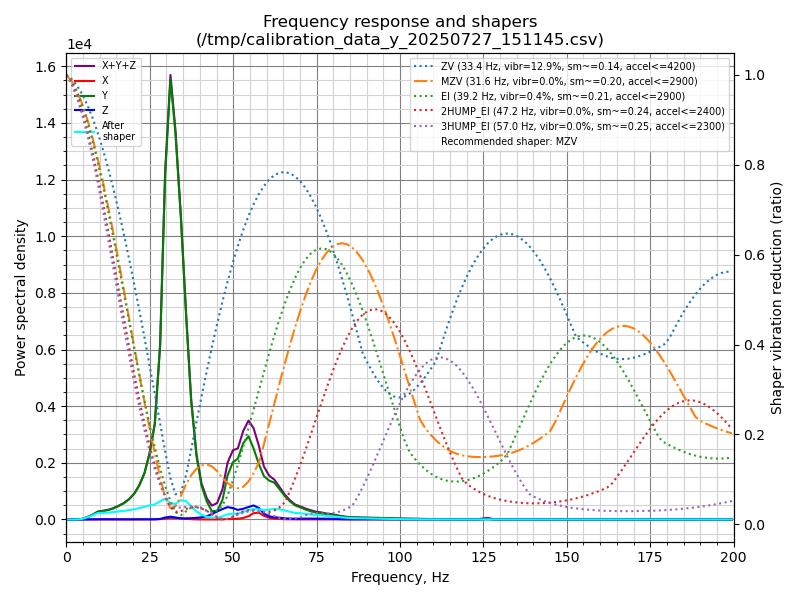 Frequency response and shapers
(/tmp/calibration_data_y_20250727_151145.csv)
1e4
X+Y+Z
X
Y
Z
After
shaper
ZV (33.4 Hz, vibr=12.9%, sm~=0.14, accel<=4200)
MZV (31.6 Hz, vibr=0.0%, sm~=0.20, accel<=2900)
EI (39.2 Hz, vibr=0.4%, sm~=0.21, accel<=2900)
2HUMP_EI (47.2 Hz, vibr=0.0%, sm~=0.24, accel<=2400)
3HUMP_EI (57.0 Hz, vibr=0.0%, sm~=0.25, accel<=2300)
Recommended shaper: MZV
Power spectral density
1.6
1.4
1.2
1.0
0.8
0.6
0.4
0.2
0.0
1.0
0.8
0.6
0.4
0.2
0.0
Shaper vibration reduction (ratio)
0 25 50 75 100 125 150 175 200
Frequency, Hz